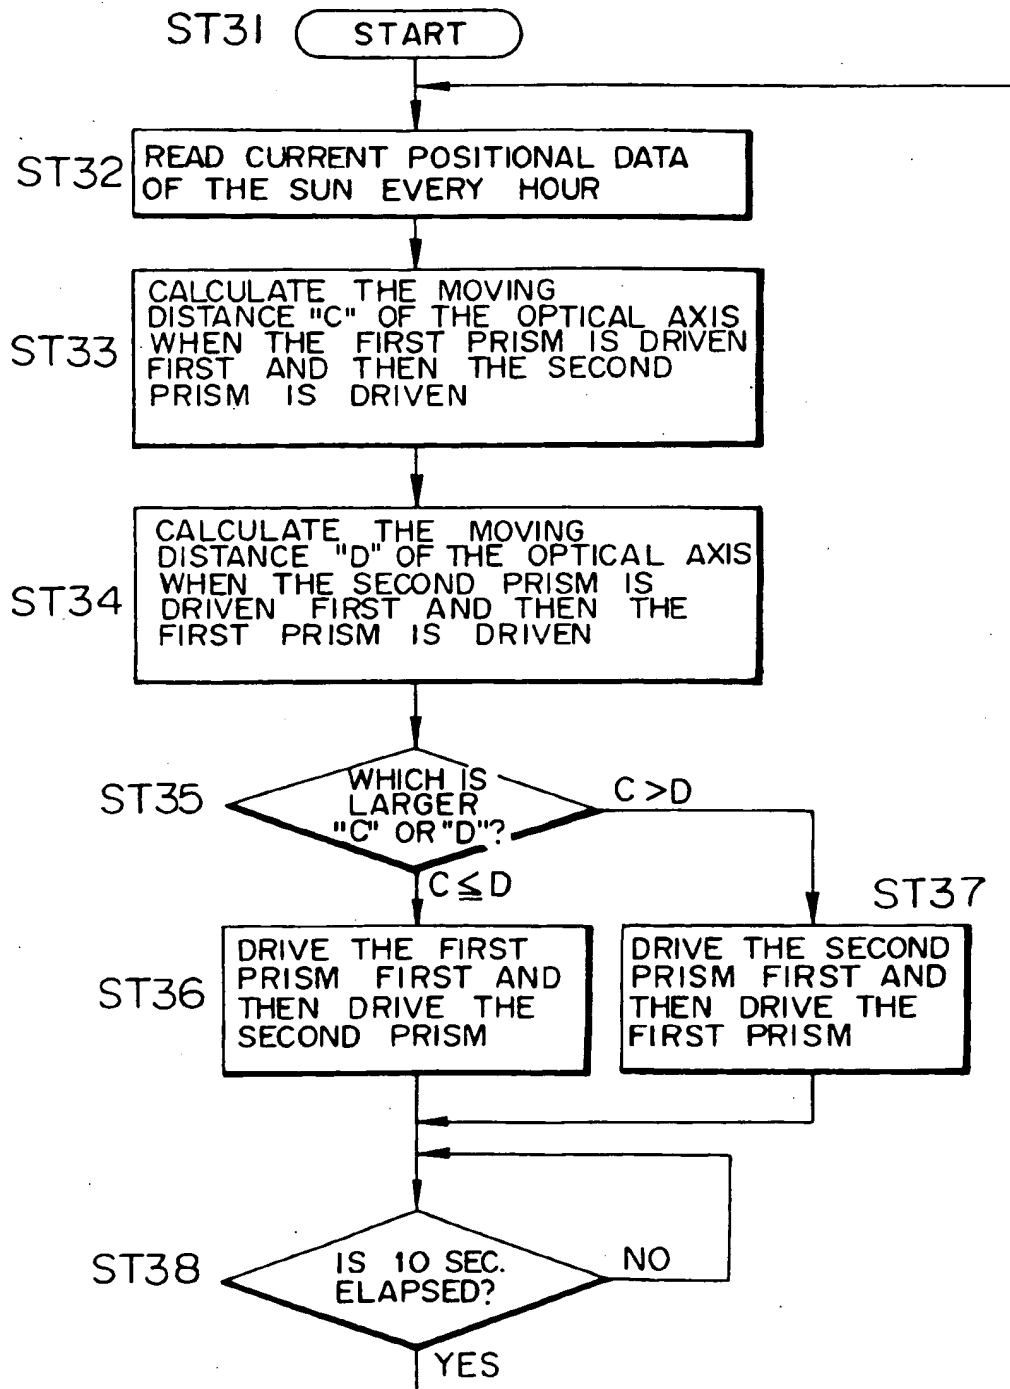 ST31
START
ST32
READ CURRENT POSITIONAL DATA
OF THE SUN EVERY HOUR
ST33
CALCULATE THE MOVING
DISTANCE "C" OF THE OPTICAL AXIS
WHEN THE FIRST PRISM IS DRIVEN
FIRST AND THEN THE SECOND
PRISM IS DRIVEN
ST34
CALCULATE THE MOVING
DISTANCE "D" OF THE OPTICAL AXIS
WHEN THE SECOND PRISM IS
DRIVEN FIRST AND THEN THE
FIRST PRISM IS DRIVEN
ST35
WHICH IS
LARGER
"C" OR "D"?
C>D
C≦D
ST37
ST36
DRIVE THE FIRST
PRISM FIRST AND
THEN DRIVE THE
SECOND PRISM
DRIVE THE SECOND
PRISM FIRST AND
THEN DRIVE THE
FIRST PRISM
ST38
IS 10 SEC.
ELAPSED?
NO
YES